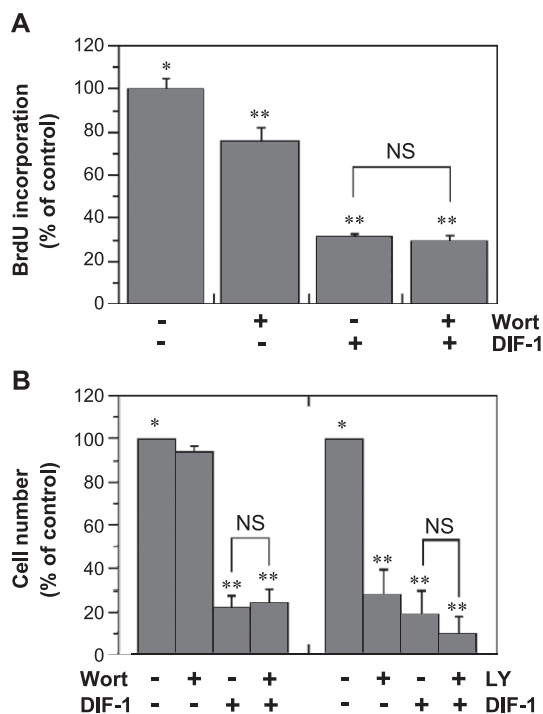 A
BrdU incorporation
(% of control)
120
100
80
60
40
20
0
*
**
NS
**
**
- + - + Wort
- - + + DIF-1
B
Cell number
(% of control)
120
100
80
60
40
20
0
*
*
NS
NS
**
**
**
**
**
Wort - + - + - + - + LY
DIF-1 - - + + - - + + DIF-1